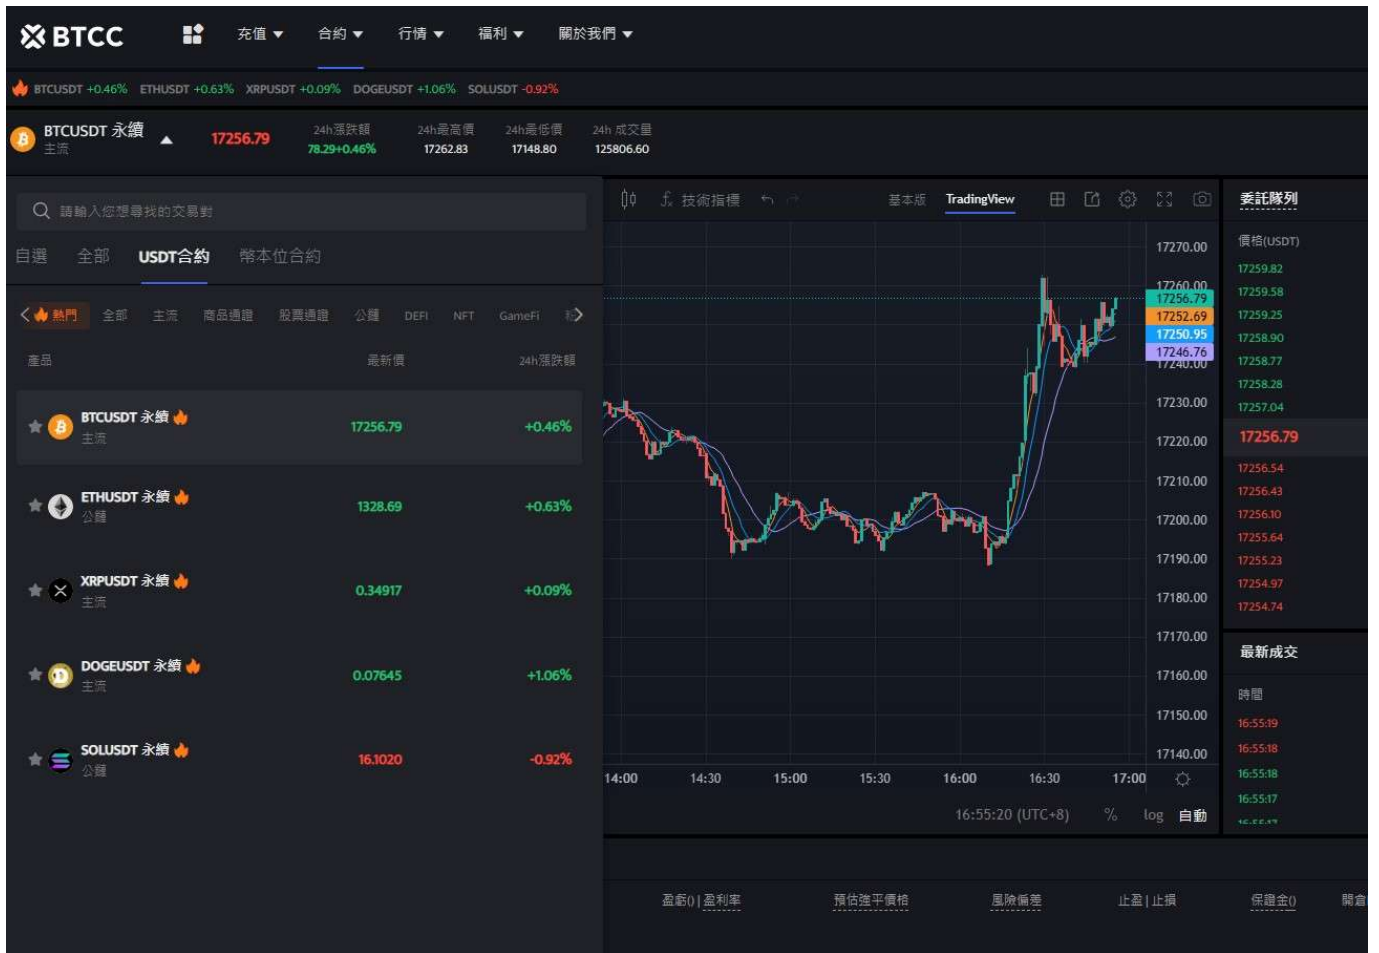 BTCC 充值 合約 行情 福利 關於我們
BTCUSDT +0.46% ETHUSDT +0.63% XRPUSDT +0.09% DOGEUSDT +1.06% SOLUSDT -0.92%
BTCUSDT 永續 17256.79 24h漲跌額 24h最高價 24h最低價 24h 成交量
主流 78.29+0.46% 17262.83 17148.80 125806.60
請輸入您想尋找的交易對
自選 全部 USDT合約 幣本位合約
熱門 全部 主流 商品通證 股票通證 公鏈 DEFI NFT GameFi
產品 最新價 24h漲跌額
BTCUSDT 永續 17256.79 +0.46%
主流
ETHUSDT 永續 1328.69 +0.63%
公鏈
XRPUSDT 永續 0.34917 +0.09%
主流
DOGEUSDT 永續 0.07645 +1.06%
主流
SOLUSDT 永續 16.1020 -0.92%
公鏈
技術指標 基本版 TradingView
17270.00
17260.00
17256.79
17252.69
17250.95
17246.76
17240.00
17230.00
17220.00
17210.00
17200.00
17190.00
17180.00
17170.00
17160.00
17150.00
17140.00
14:00 14:30 15:00 15:30 16:00 16:30 17:00
16:55:20 (UTC+8) % log 自動
委託隊列
價格(USDT)
17259.82
17259.58
17259.25
17258.90
17258.77
17258.28
17257.04
17256.79
17256.54
17256.43
17256.10
17255.64
17255.23
17254.97
17254.74
最新成交
時間
16:55:19
16:55:18
16:55:18
16:55:17
16:55:17
盈虧()|盈利率 預估強平價格 風險偏差 止盈|止損 保證金() 開倉